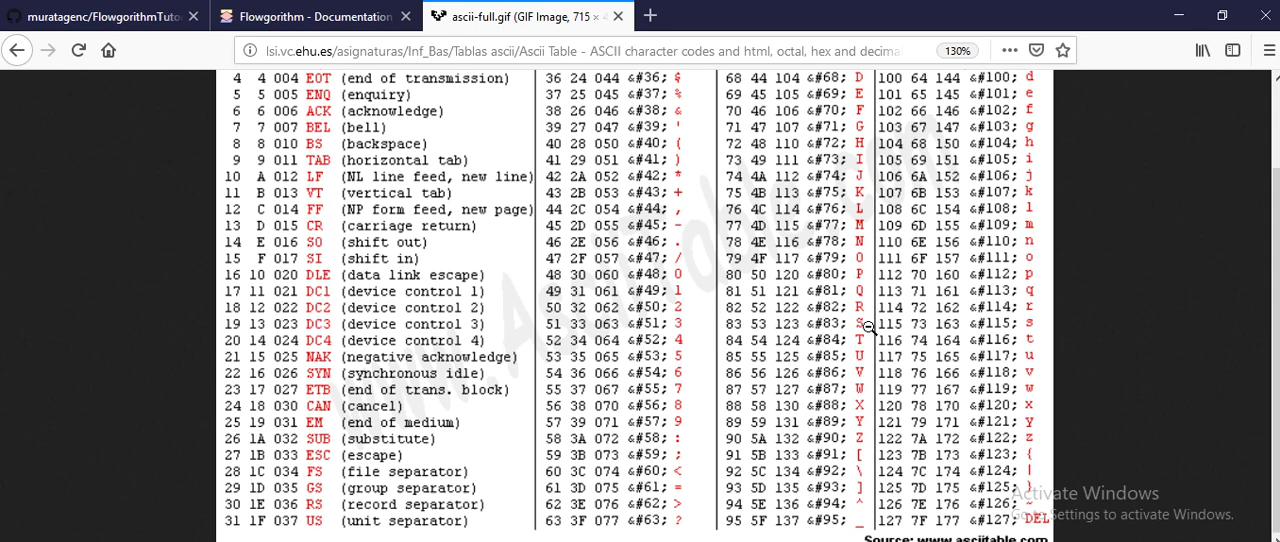 muratagenc/FlowgorithmTuto
Flowgorithm - Documentation
ascii-full.gif (GIF Image, 715 ×
lsi.vc.ehu.es/asignaturas/Inf_Bas/Tablas ascii/Ascii Table - ASCII character codes and html, octal, hex and decima
130%
4 4 004 EOT (end of transmission) 36 24 044 &#36; $ 68 44 104 &#68; D 100 64 144 &#100; d
5 5 005 ENQ (enquiry) 37 25 045 &#37; % 69 45 105 &#69; E 101 65 145 &#101; e
6 6 006 ACK (acknowledge) 38 26 046 &#38; & 70 46 106 &#70; F 102 66 146 &#102; f
7 7 007 BEL (bell) 39 27 047 &#39; ' 71 47 107 &#71; G 103 67 147 &#103; g
8 8 010 BS (backspace) 40 28 050 &#40; ( 72 48 110 &#72; H 104 68 150 &#104; h
9 9 011 TAB (horizontal tab) 41 29 051 &#41; ) 73 49 111 &#73; I 105 69 151 &#105; i
10 A 012 LF (NL line feed, new line) 42 2A 052 &#42; * 74 4A 112 &#74; J 106 6A 152 &#106; j
11 B 013 VT (vertical tab) 43 2B 053 &#43; + 75 4B 113 &#75; K 107 6B 153 &#107; k
12 C 014 FF (NP form feed, new page) 44 2C 054 &#44; , 76 4C 114 &#76; L 108 6C 154 &#108; l
13 D 015 CR (carriage return) 45 2D 055 &#45; - 77 4D 115 &#77; M 109 6D 155 &#109; m
14 E 016 SO (shift out) 46 2E 056 &#46; . 78 4E 116 &#78; N 110 6E 156 &#110; n
15 F 017 SI (shift in) 47 2F 057 &#47; / 79 4F 117 &#79; O 111 6F 157 &#111; o
16 10 020 DLE (data link escape) 48 30 060 &#48; 0 80 50 120 &#80; P 112 70 160 &#112; p
17 11 021 DC1 (device control 1) 49 31 061 &#49; 1 81 51 121 &#81; Q 113 71 161 &#113; q
18 12 022 DC2 (device control 2) 50 32 062 &#50; 2 82 52 122 &#82; R 114 72 162 &#114; r
19 13 023 DC3 (device control 3) 51 33 063 &#51; 3 83 53 123 &#83; S 115 73 163 &#115; s
20 14 024 DC4 (device control 4) 52 34 064 &#52; 4 84 54 124 &#84; T 116 74 164 &#116; t
21 15 025 NAK (negative acknowledge) 53 35 065 &#53; 5 85 55 125 &#85; U 117 75 165 &#117; u
22 16 026 SYN (synchronous idle) 54 36 066 &#54; 6 86 56 126 &#86; V 118 76 166 &#118; v
23 17 027 ETB (end of trans. block) 55 37 067 &#55; 7 87 57 127 &#87; W 119 77 167 &#119; w
24 18 030 CAN (cancel) 56 38 070 &#56; 8 88 58 130 &#88; X 120 78 170 &#120; x
25 19 031 EM (end of medium) 57 39 071 &#57; 9 89 59 131 &#89; Y 121 79 171 &#121; y
26 1A 032 SUB (substitute) 58 3A 072 &#58; : 90 5A 132 &#90; Z 122 7A 172 &#122; z
27 1B 033 ESC (escape) 59 3B 073 &#59; ; 91 5B 133 &#91; [ 123 7B 173 &#123; {
28 1C 034 FS (file separator) 60 3C 074 &#60; < 92 5C 134 &#92; \ 124 7C 174 &#124; |
29 1D 035 GS (group separator) 61 3D 075 &#61; = 93 5D 135 &#93; ] 125 7D 175 &#125; }
30 1E 036 RS (record separator) 62 3E 076 &#62; > 94 5E 136 &#94; ^ 126 7E 176 &#126; ~
31 1F 037 US (unit separator) 63 3F 077 &#63; ? 95 5F 137 &#95; _ 127 7F 177 &#127; DEL
Source: www.asciitable.com
www.AsciiTable.com
Activate Windows
Go to Settings to activate Windows.